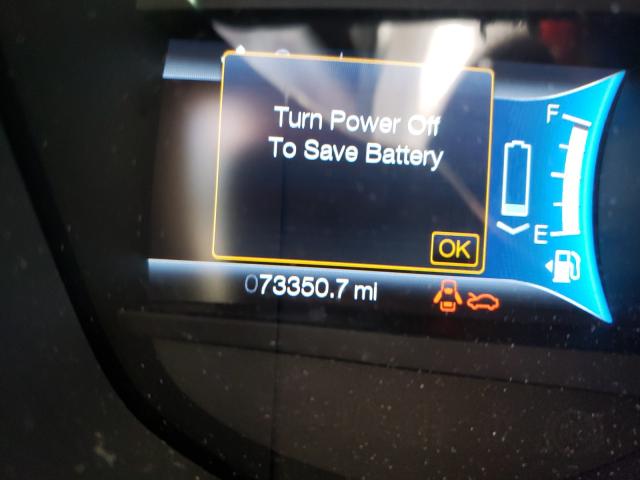 Turn Power Off
To Save Battery
OK
073350.7 mi
F
E